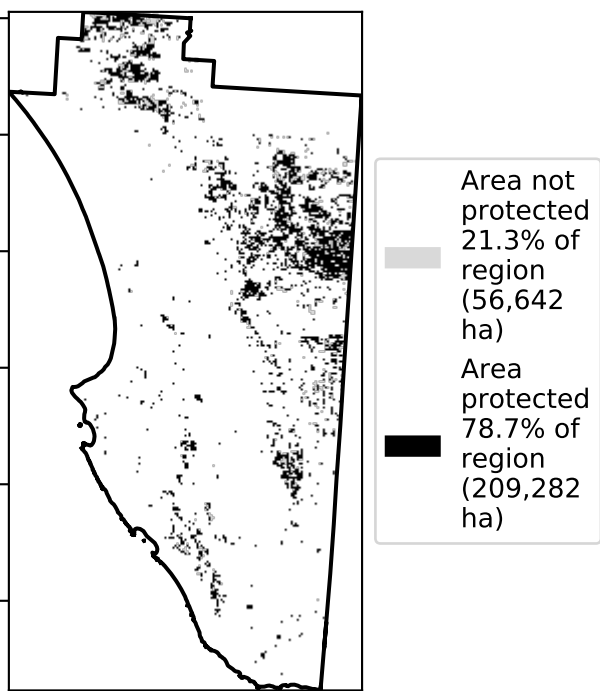 Area not
protected
21.3% of
region
(56,642
ha)
Area
protected
78.7% of
region
(209,282
ha)